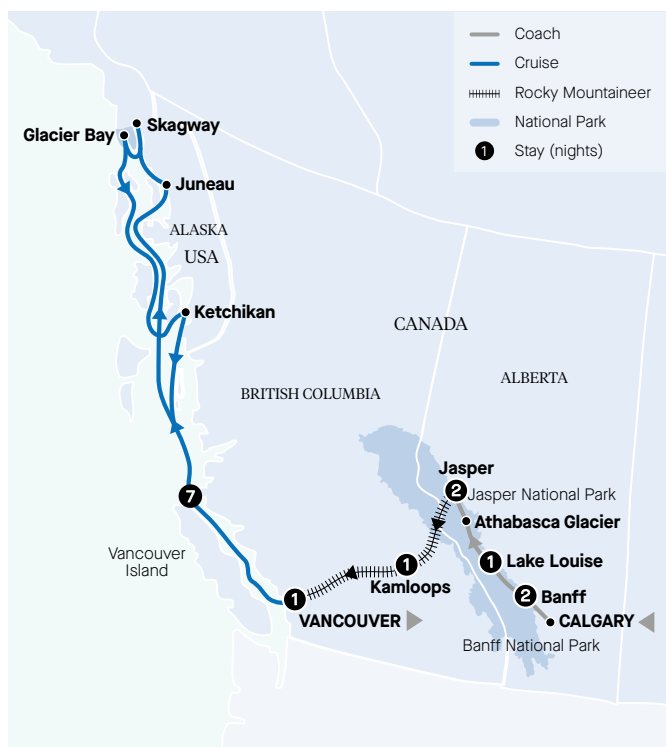 Coach
Cruise
Rocky Mountaineer
National Park
1 Stay (nights)
Skagway
Glacier Bay
Juneau
ALASKA
USA
Ketchikan
CANADA
ALBERTA
BRITISH COLUMBIA
Jasper
2
Jasper National Park
7
Athabasca Glacier
Vancouver
Island
1 Lake Louise
1
Kamloops
2 Banff
1
VANCOUVER
CALGARY
Banff National Park